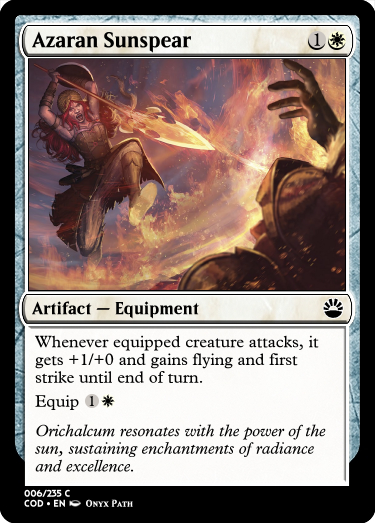 Azaran Sunspear 1
Artifact — Equipment
Whenever equipped creature attacks, it
gets +1/+0 and gains flying and first
strike until end of turn.
Equip 1
Orichalcum resonates with the power of the
sun, sustaining enchantments of radiance
and excellence.
006/235 C
COD • EN Onyx Path